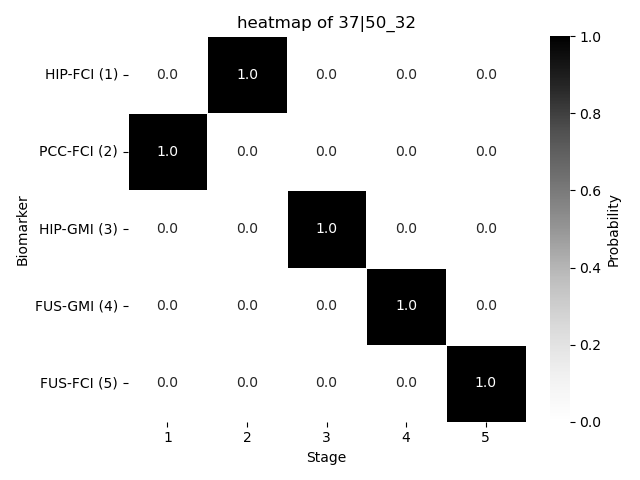 heatmap of 37|50_32
HIP-FCI (1) 0.0 1.0 0.0 0.0 0.0
PCC-FCI (2) 1.0 0.0 0.0 0.0 0.0
HIP-GMI (3) 0.0 0.0 1.0 0.0 0.0
FUS-GMI (4) 0.0 0.0 0.0 1.0 0.0
FUS-FCI (5) 0.0 0.0 0.0 0.0 1.0
1 2 3 4 5
Stage
Biomarker
1.0
0.8
0.6
0.4
0.2
0.0
Probability